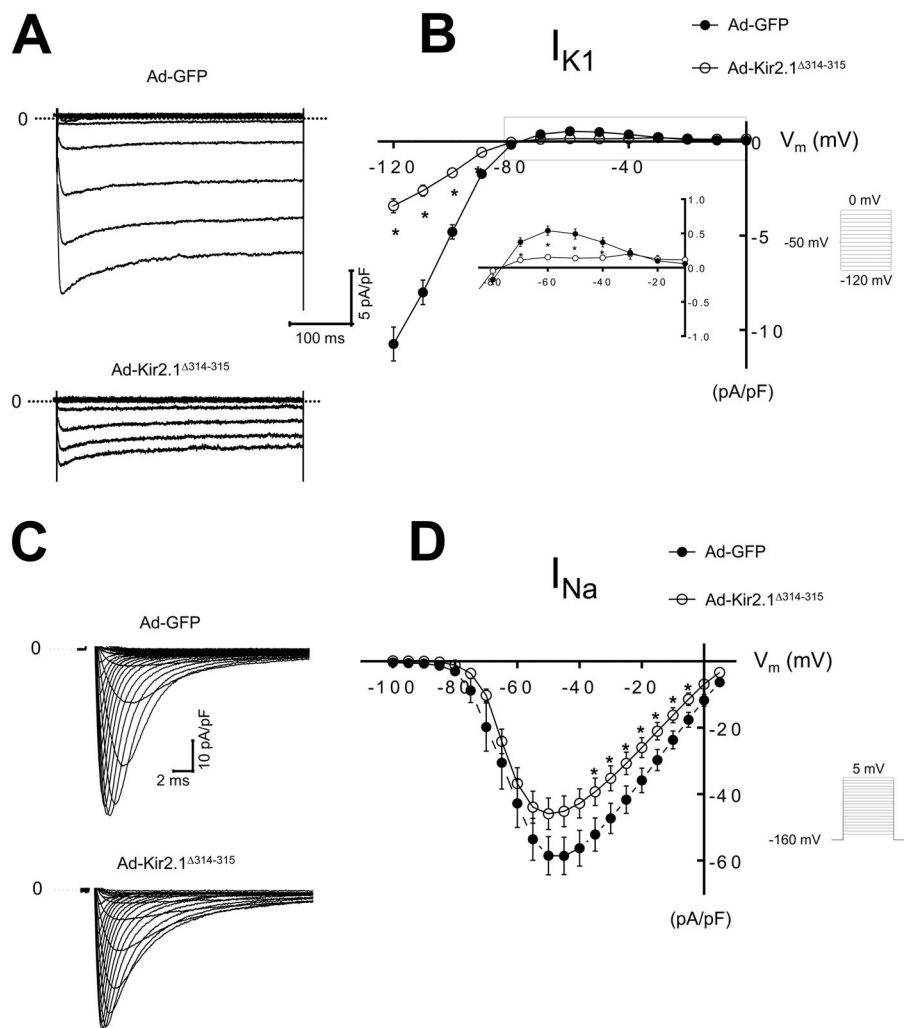 A
Ad-GFP
0
5 pA/pF
100 ms
Ad-Kir2.1Δ314-315
0
B
IK1
Ad-GFP
Ad-Kir2.1Δ314-315
Vm (mV)
-120
-80
-40
0
-5
-10
(pA/pF)
* * * *
1.0
0.5
0.0
-0.5
-1.0
-80 -60 -40 -20
* * * *
0 mV
-50 mV
-120 mV
C
Ad-GFP
0
10 pA/pF
2 ms
Ad-Kir2.1Δ314-315
0
D
INa
Ad-GFP
Ad-Kir2.1Δ314-315
Vm (mV)
-100 -80 -60 -40 -20
-20
-40
-60
(pA/pF)
* * * * * * *
5 mV
-160 mV